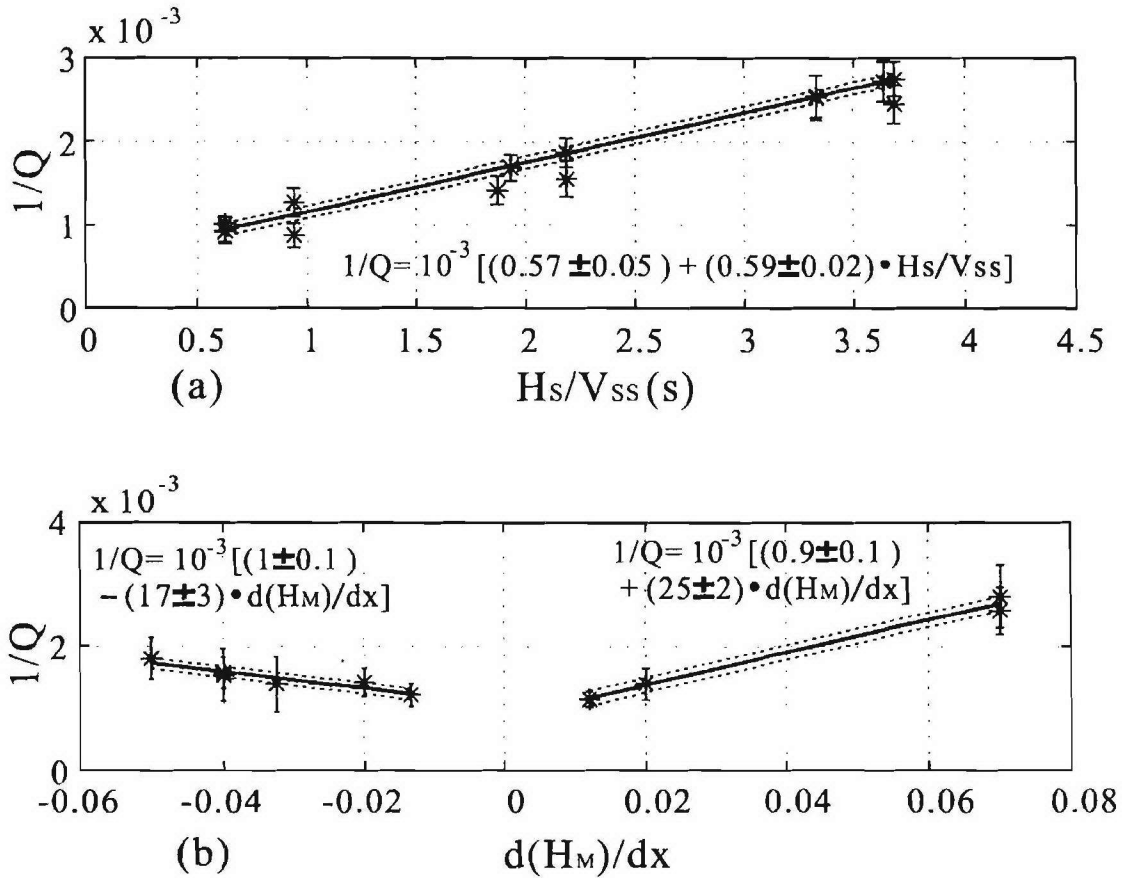 x 10⁻³
3
2
1
0
1/Q
1/Q= 10⁻³ [(0.57 ±0.05 ) + (0.59±0.02) • Hs/Vss]
0 0.5 1 1.5 2 2.5 3 3.5 4 4.5
(a) Hs/Vss (s)
x 10⁻³
4
2
0
1/Q
1/Q= 10⁻³ [(1±0.1 )
− (17±3) • d(HM)/dx]
1/Q= 10⁻³ [(0.9±0.1 )
+ (25±2) • d(HM)/dx]
-0.06 -0.04 -0.02 0 0.02 0.04 0.06 0.08
(b) d(HM)/dx